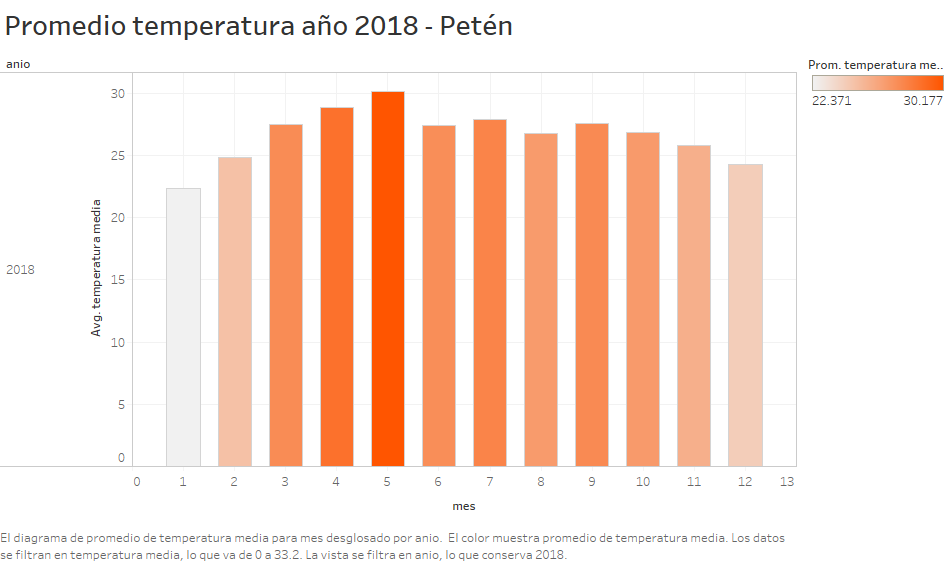 Promedio temperatura año 2018 - Petén
anio
Prom. temperatura me..
22.371 30.177
Avg. temperatura media
30
25
20
15
10
5
0
2018
0 1 2 3 4 5 6 7 8 9 10 11 12 13
mes
El diagrama de promedio de temperatura media para mes desglosado por anio. El color muestra promedio de temperatura media. Los datos
se filtran en temperatura media, lo que va de 0 a 33.2. La vista se filtra en anio, lo que conserva 2018.